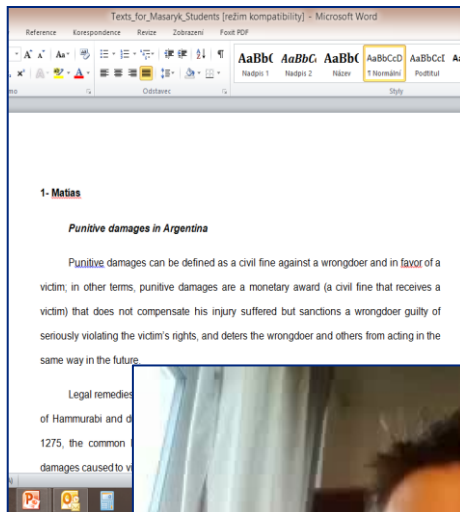 Texts_for_Masaryk_Students [režim kompatibility] - Microsoft Word
Reference Korespondence Revize Zobrazení Foxit PDF
AaBb( AaBbC AaBb( AaBbCcD AaBbCcI
Nadpis 1 Nadpis 2 Název ¶ Normální Podtitul
Odstavec Styly
1- Matias
Punitive damages in Argentina
Punitive damages can be defined as a civil fine against a wrongdoer and in favor of a
victim; in other terms, punitive damages are a monetary award (a civil fine that receives a
victim) that does not compensate his injury suffered but sanctions a wrongdoer guilty of
seriously violating the victim's rights, and deters the wrongdoer and others from acting in the
same way in the future.
Legal remedies
of Hammurabi and
1275, the common
damages caused to